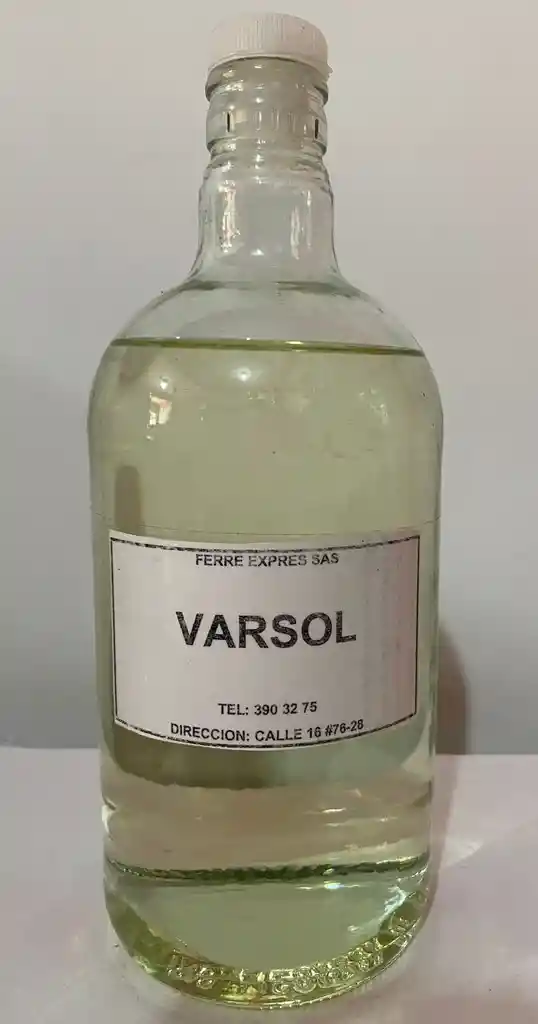 FERRE EXPRES SAS
VARSOL
TEL: 390 32 75
DIRECCION: CALLE 16 #76-28